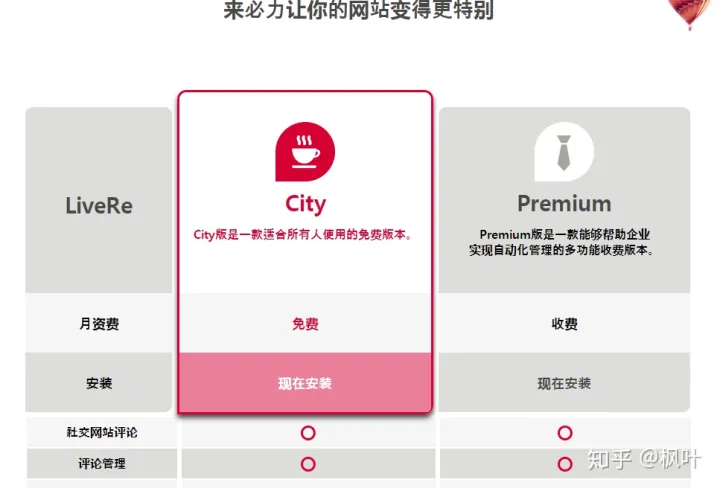 来必力让你的网站变得更特别
LiveRe
City
City版是一款适合所有人使用的免费版本。
Premium
Premium版是一款能够帮助企业
实现自动化管理的多功能收费版本。
月资费
免费
收费
安装
现在安装
现在安装
社交网站评论
评论管理
知乎 @枫叶